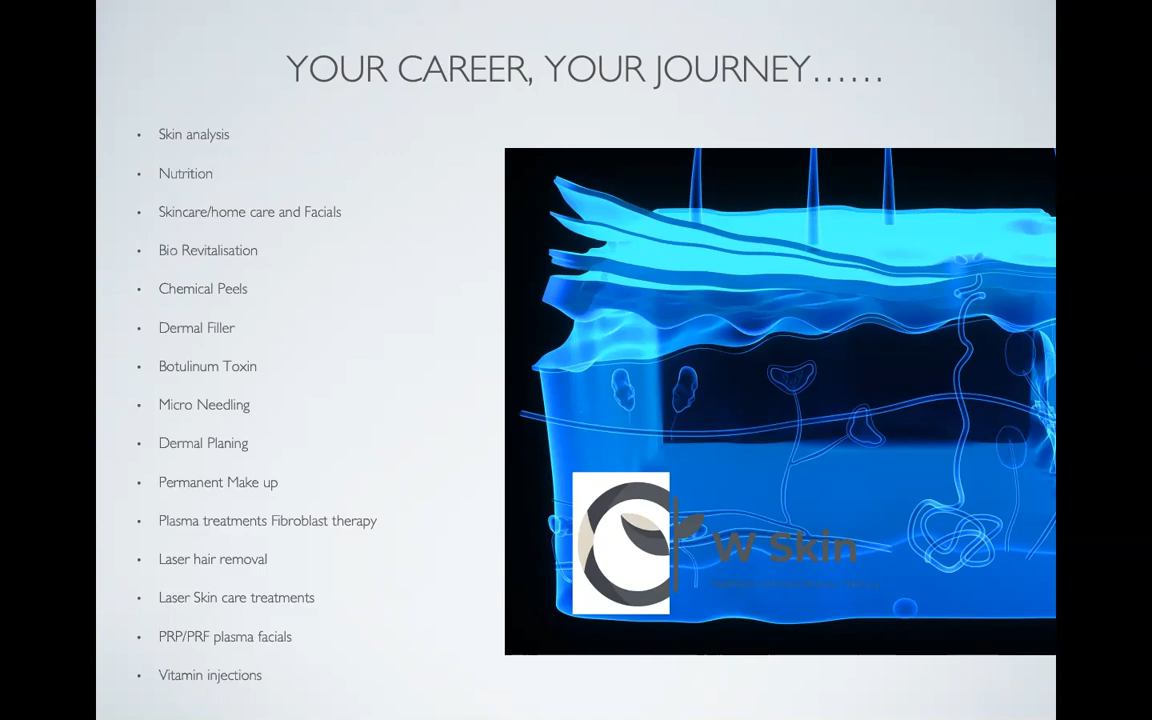 YOUR CAREER, YOUR JOURNEY……
• Skin analysis
• Nutrition
• Skincare/home care and Facials
• Bio Revitalisation
• Chemical Peels
• Dermal Filler
• Botulinum Toxin
• Micro Needling
• Dermal Planing
• Permanent Make up
• Plasma treatments Fibroblast therapy
• Laser hair removal
• Laser Skin care treatments
• PRP/PRF plasma facials
• Vitamin injections
W Skin